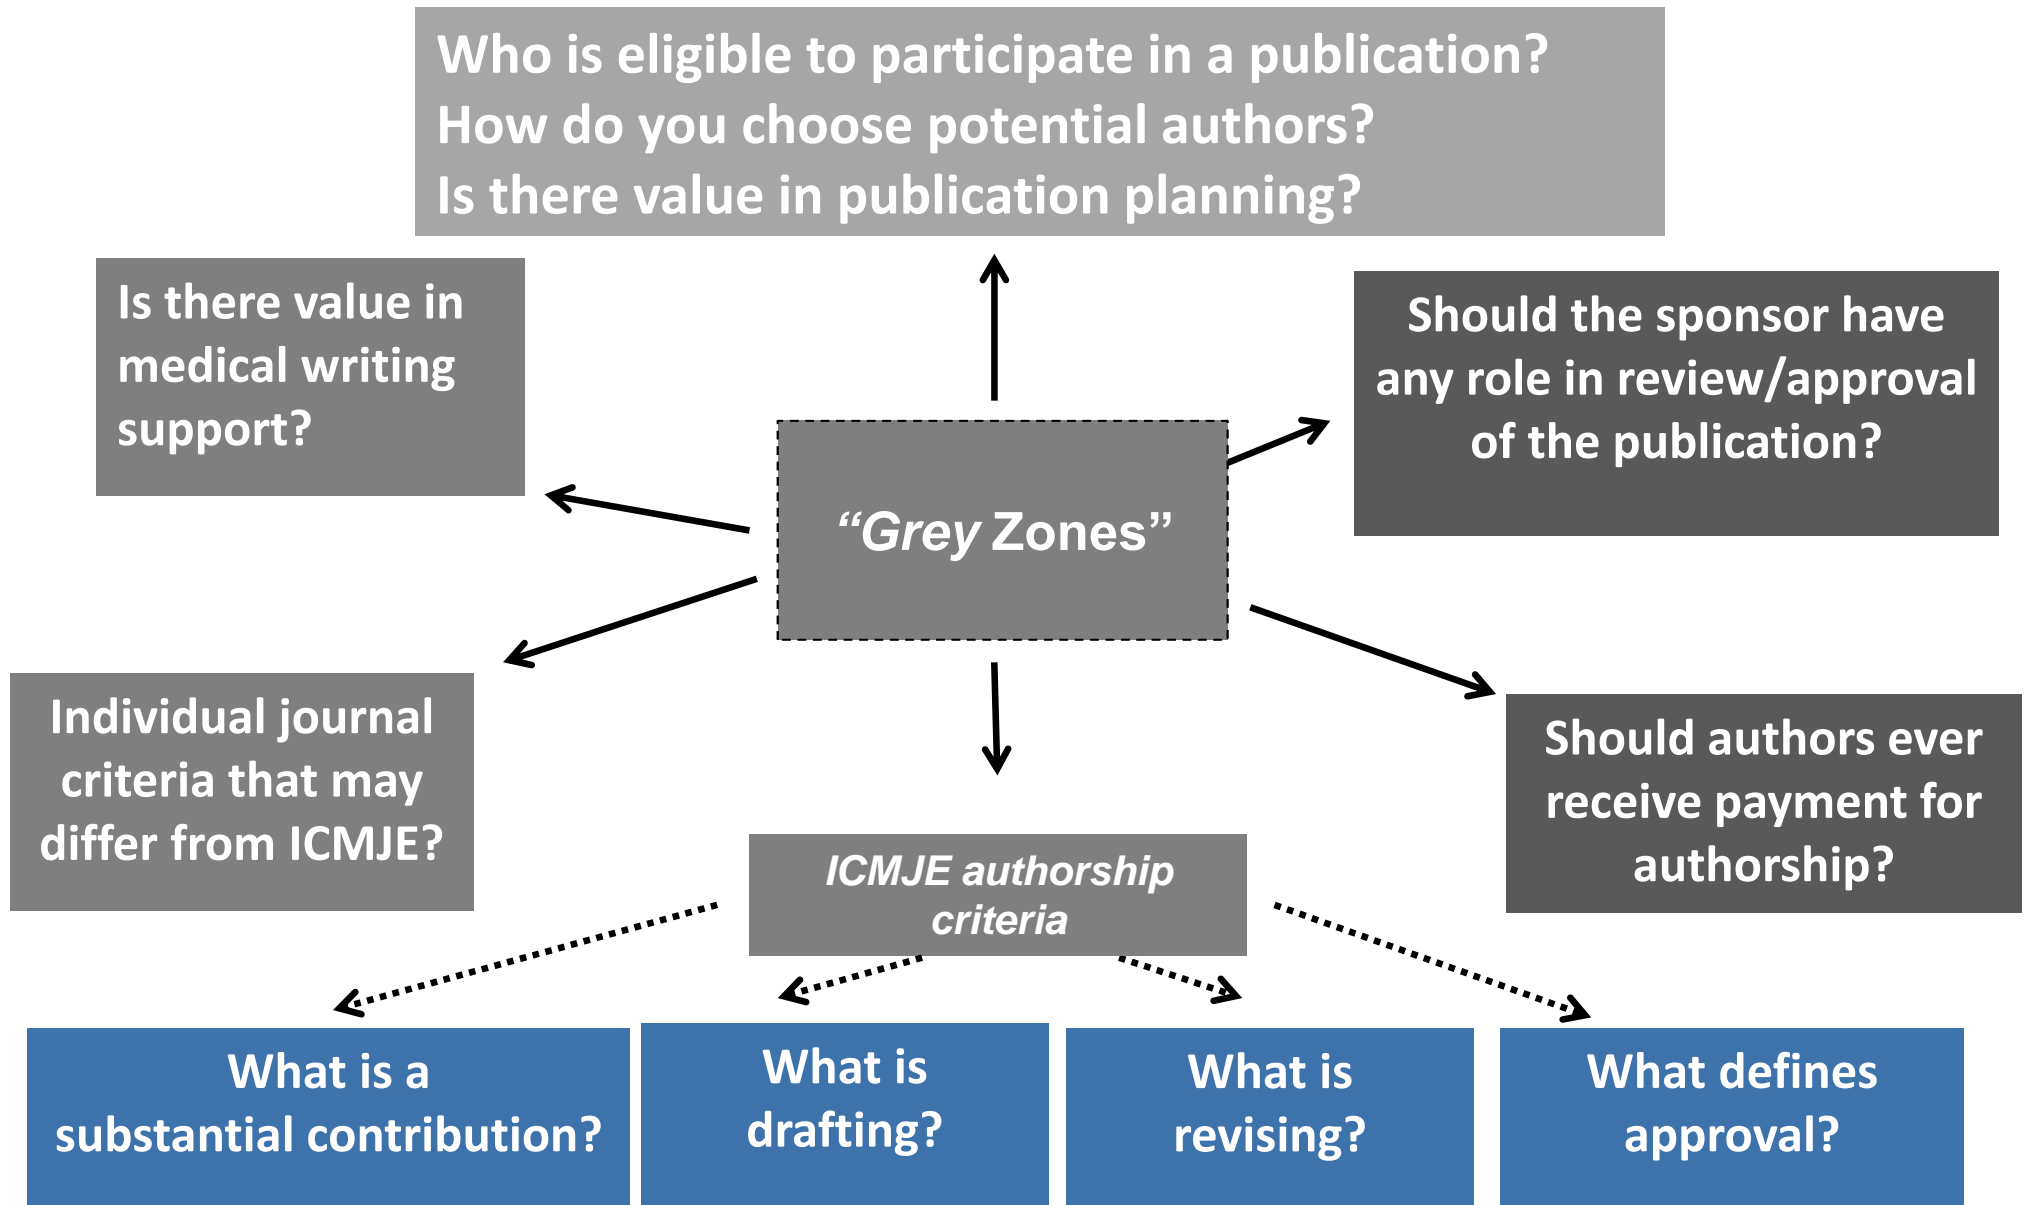 Who is eligible to participate in a publication?
How do you choose potential authors?
Is there value in publication planning?
Is there value in
medical writing
support?
Should the sponsor have
any role in review/approval
of the publication?
“Grey Zones”
Individual journal
criteria that may
differ from ICMJE?
Should authors ever
receive payment for
authorship?
ICMJE authorship
criteria
What is a
substantial contribution?
What is
drafting?
What is
revising?
What defines
approval?